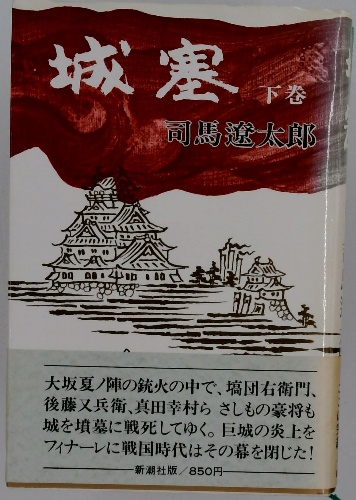 城塞
下巻
司馬遼太郎
大坂夏ノ陣の銃火の中で、塙団右衛門、
後藤又兵衛、真田幸村ら さしもの豪将も
城を墳墓に戦死してゆく。巨城の炎上を
フィナーレに戦国時代はその幕を閉じた!
新潮社版/850円